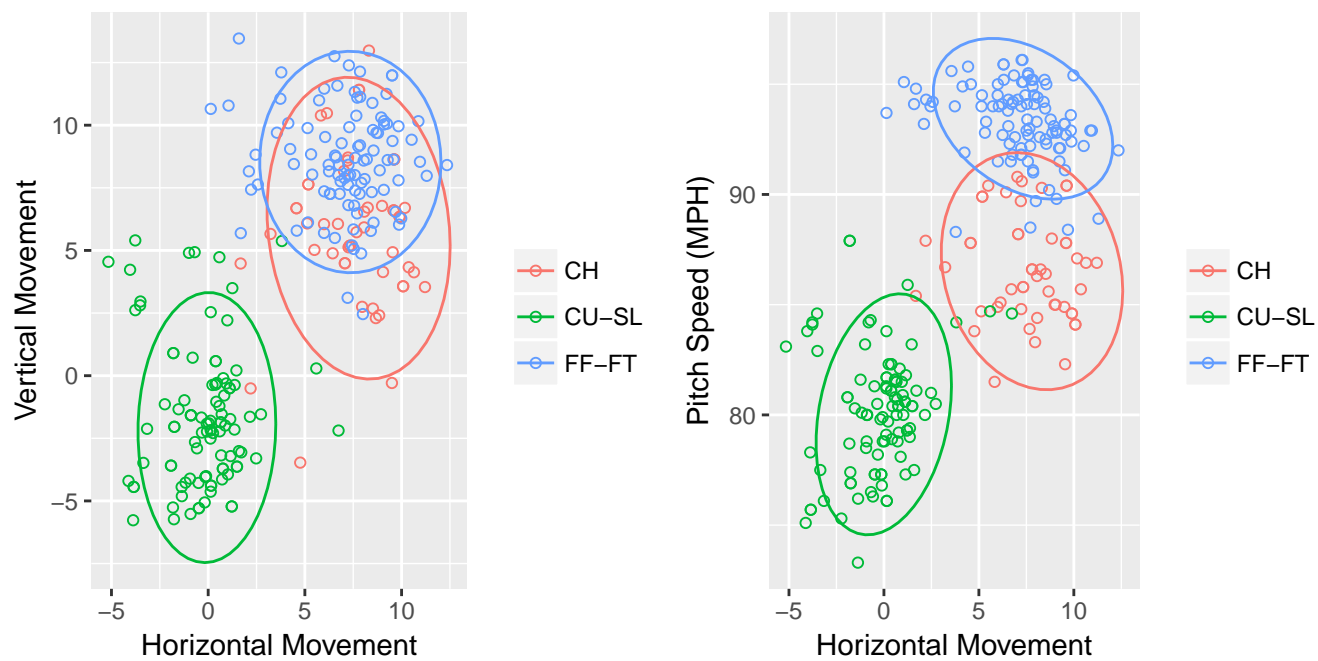 Vertical Movement
10
5
0
−5
−5 0 5 10
Horizontal Movement
CH
CU−SL
FF−FT
Pitch Speed (MPH)
90
80
−5 0 5 10
Horizontal Movement
CH
CU−SL
FF−FT